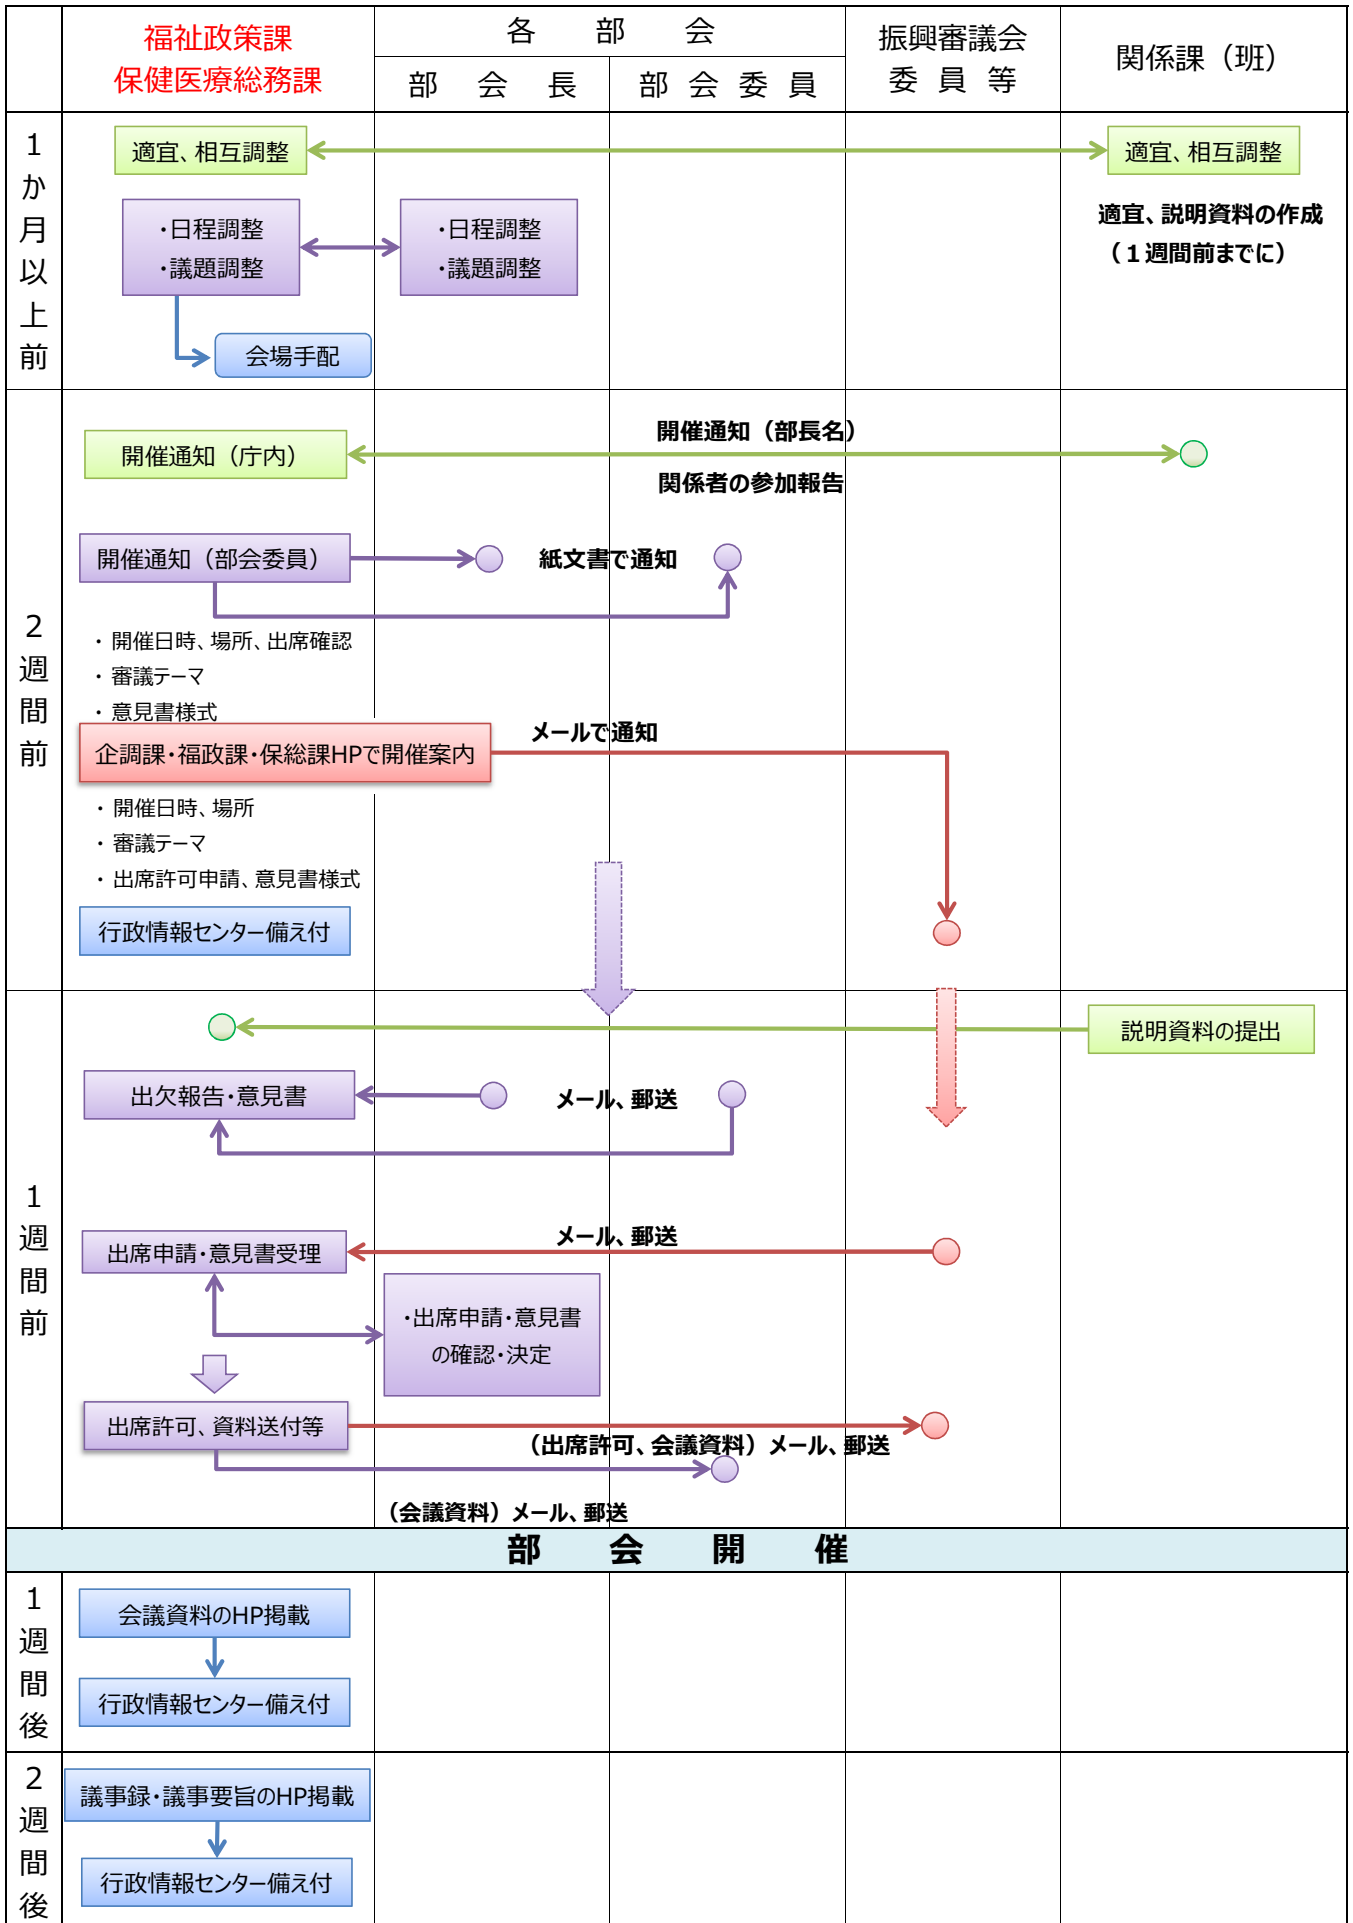 福祉政策課
保健医療総務課
各　部　会
部　会　長
部 会 委 員
振興審議会
委 員 等
関係課（班）
1か月以上前
適宜、相互調整
適宜、相互調整
・日程調整
・議題調整
・日程調整
・議題調整
適宜、説明資料の作成
（１週間前までに）
会場手配
2週間前
開催通知（庁内）
開催通知（部長名）
関係者の参加報告
開催通知（部会委員）
紙文書で通知
・ 開催日時、場所、出席確認
・ 審議テーマ
・ 意見書様式
企調課・福政課・保総課HPで開催案内
メールで通知
・ 開催日時、場所
・ 審議テーマ
・ 出席許可申請、意見書様式
行政情報センター備え付
1週間前
説明資料の提出
出欠報告・意見書
メール、郵送
出席申請・意見書受理
メール、郵送
・出席申請・意見書
の確認・決定
出席許可、資料送付等
（出席許可、会議資料）メール、郵送
（会議資料）メール、郵送
部　会　開　催
1週間後
会議資料のHP掲載
行政情報センター備え付
2週間後
議事録・議事要旨のHP掲載
行政情報センター備え付